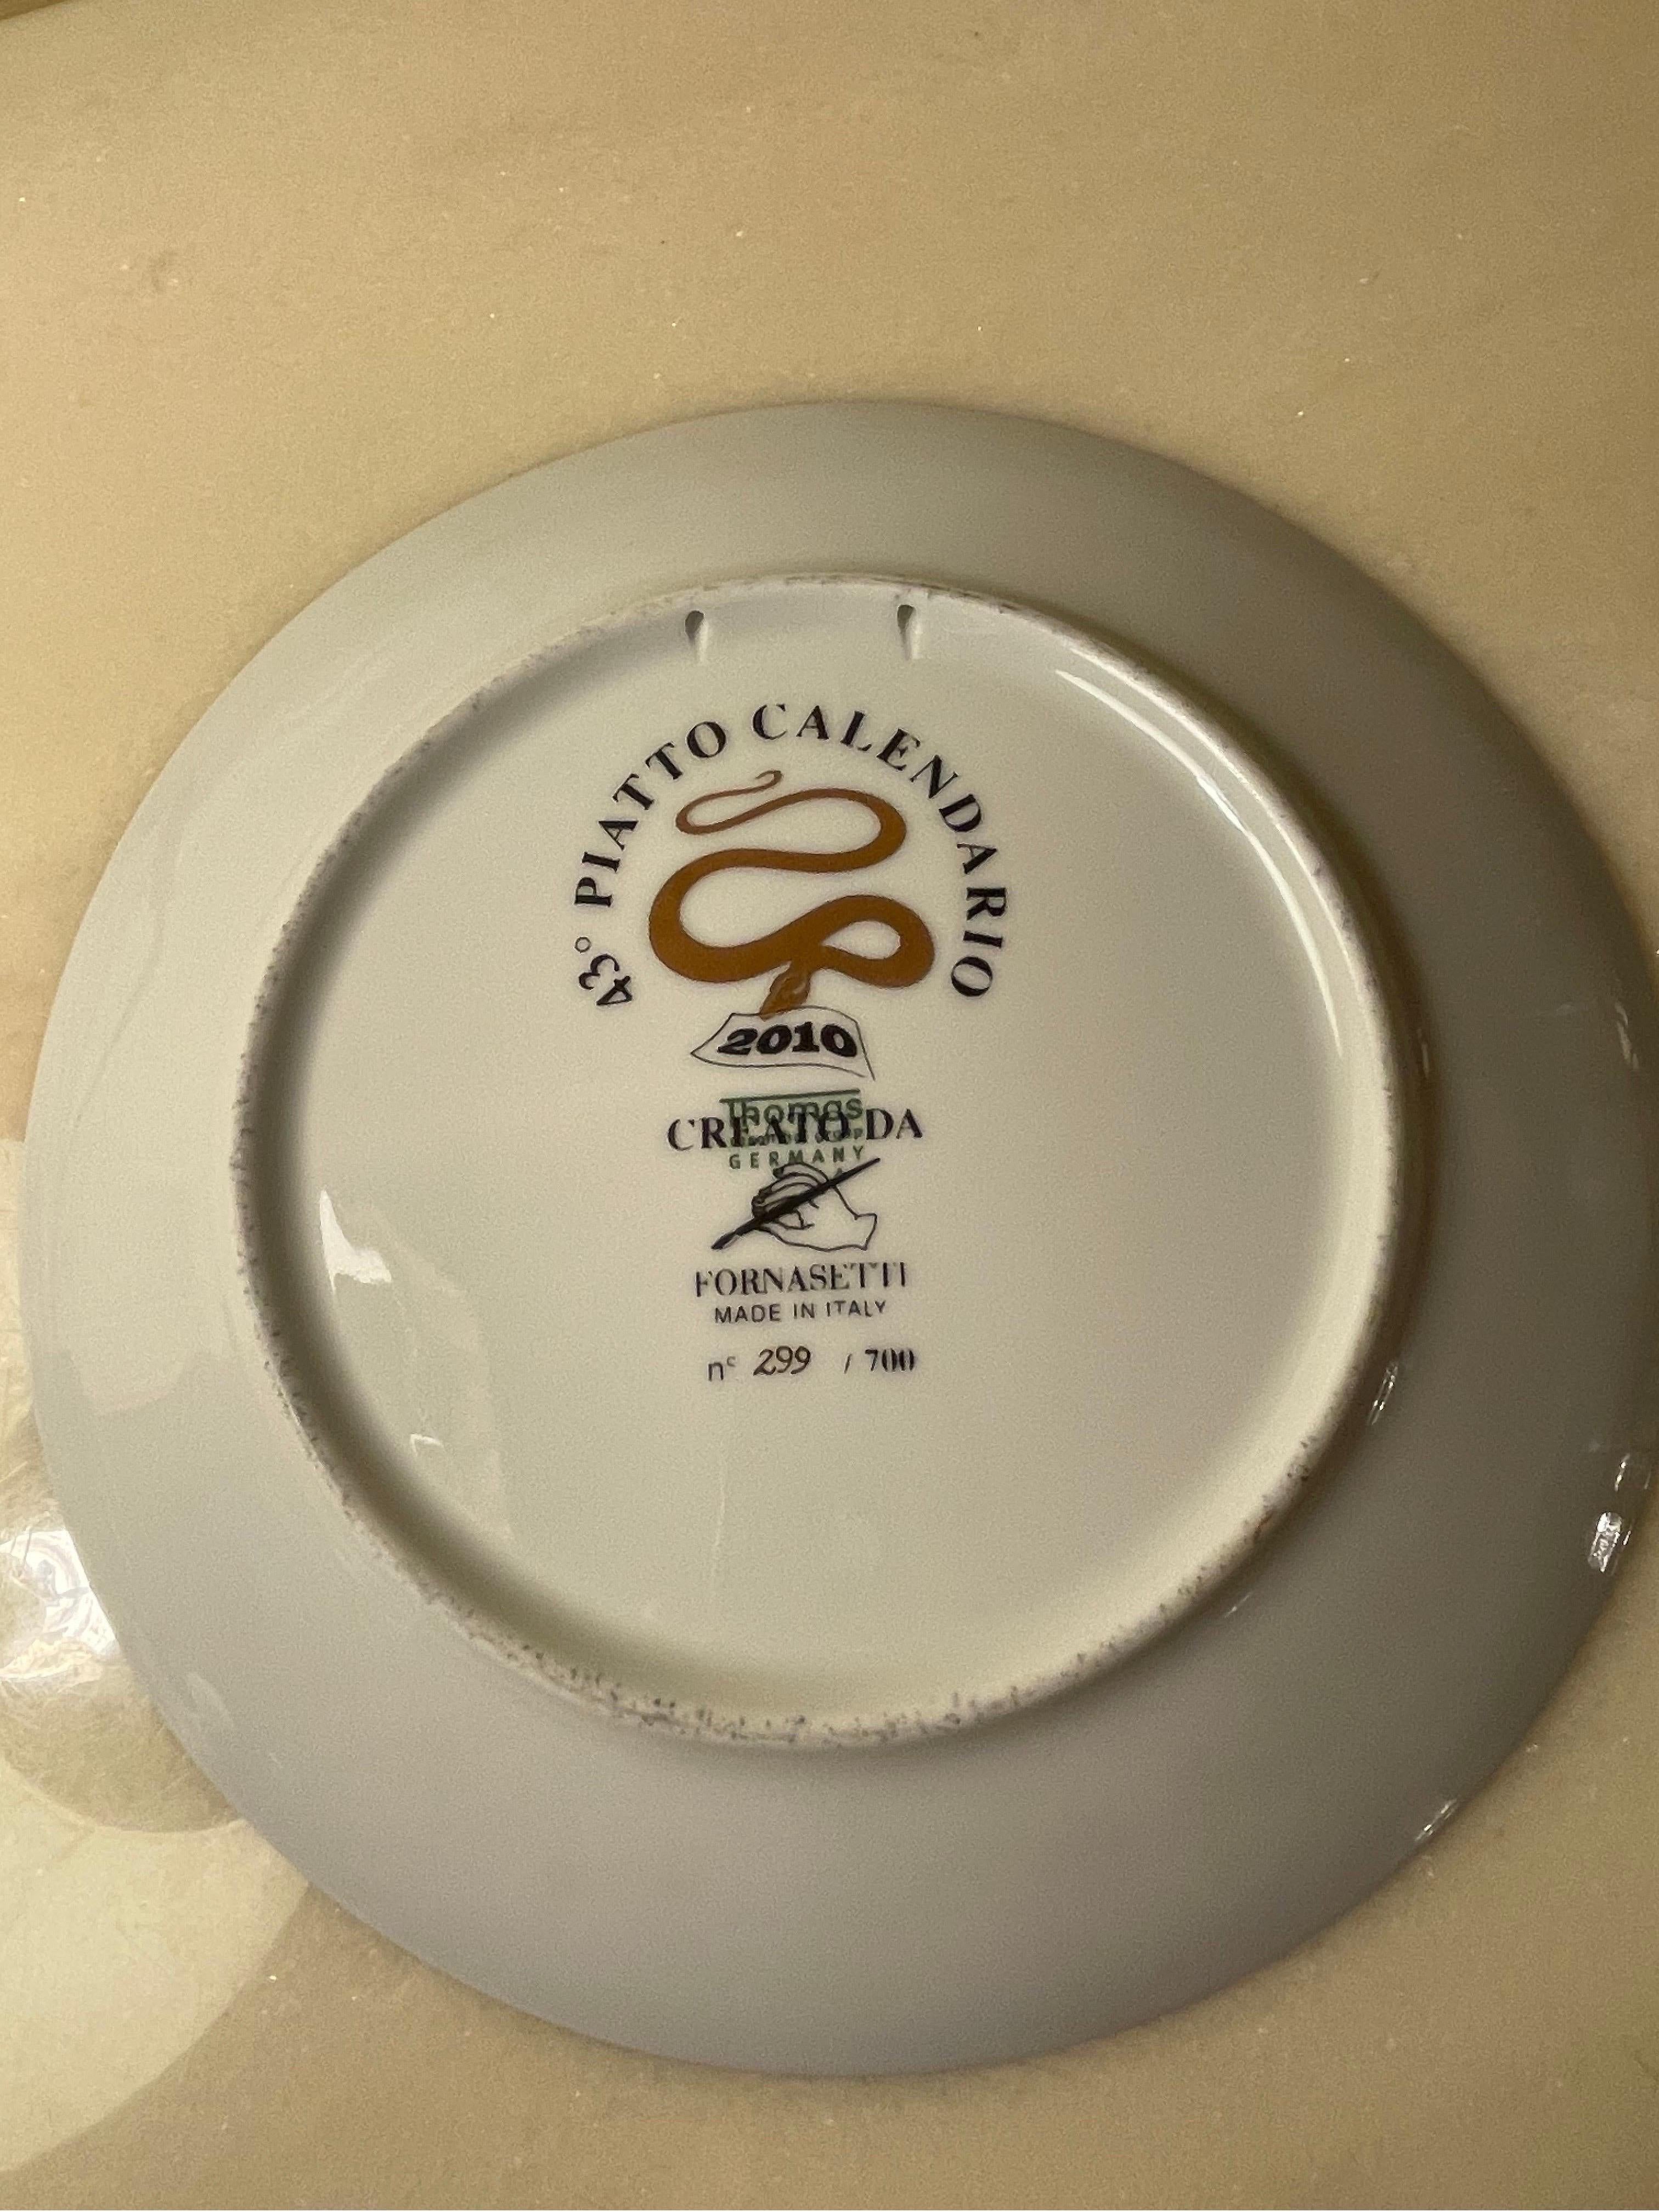 43° PIATTO CALENDARIO
2010
Thomas
CREATO DA
GERMANY
FORNASETTI
MADE IN ITALY
n° 299 / 700